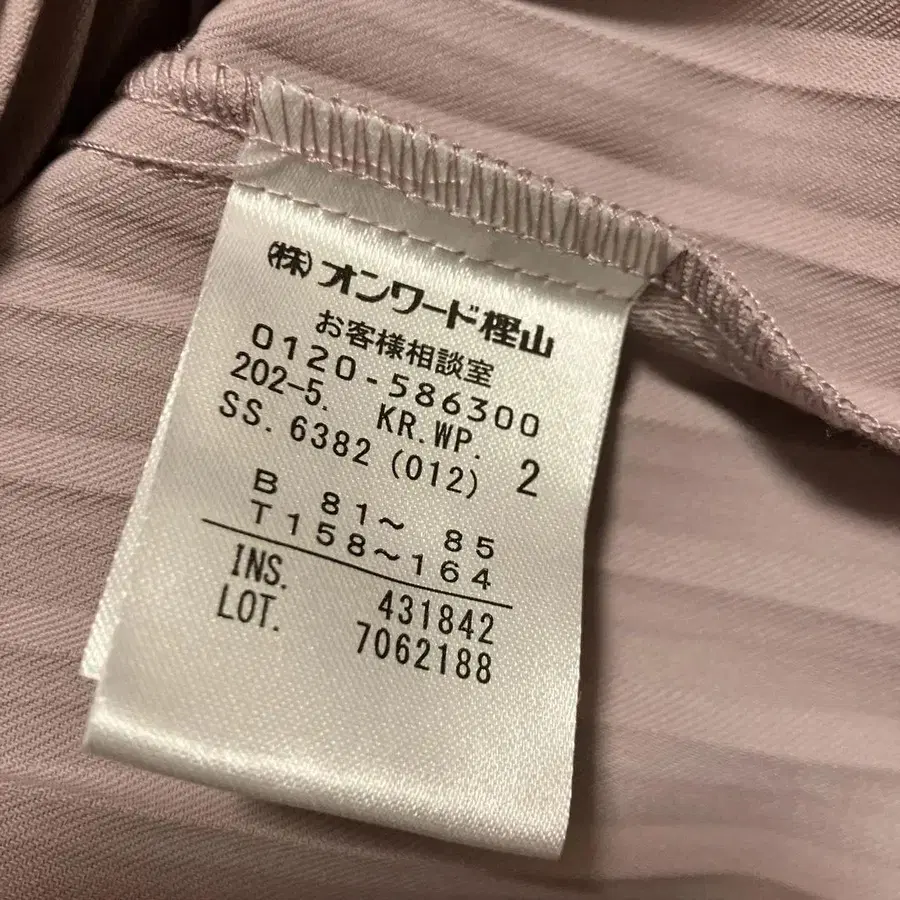 (株)オンワード樫山
お客様相談室
0120-586300
202-5. KR.WP.
SS.6382(012) 2
B 81～ 85
T158～164
INS. 431842
LOT. 7062188